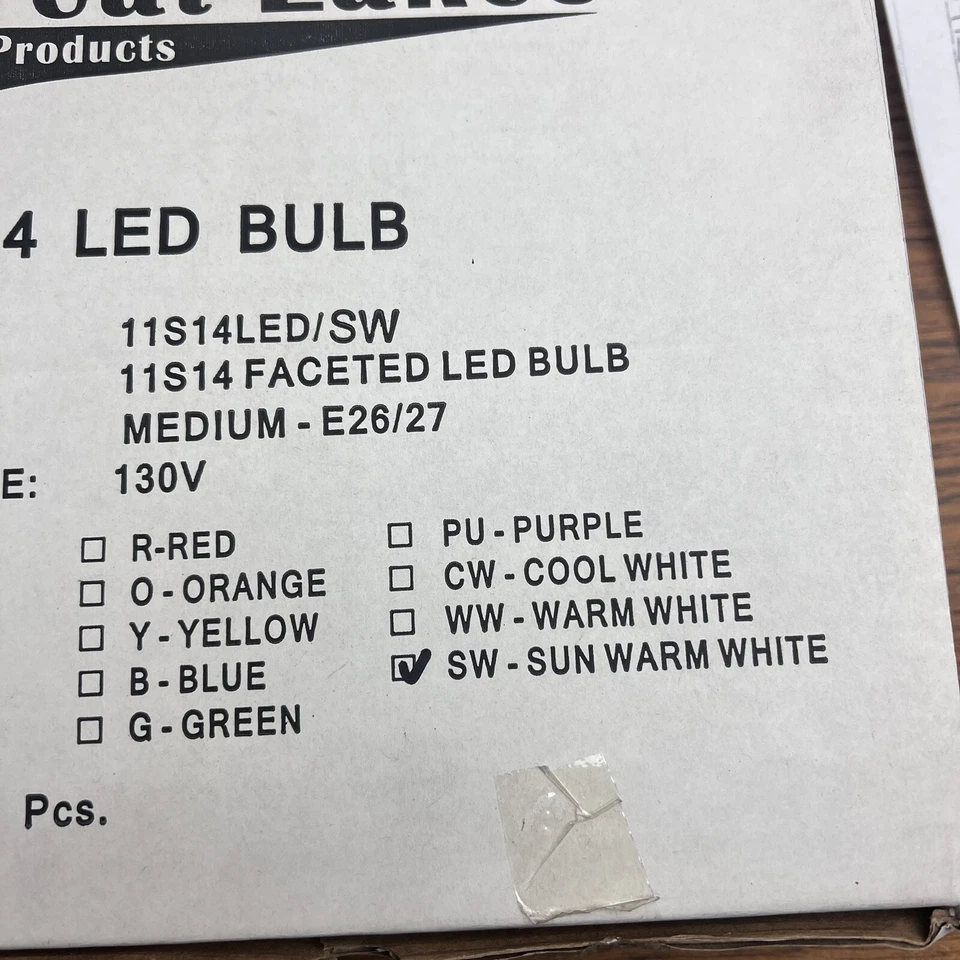 Products
4 LED BULB
11S14LED/SW
11S14 FACETED LED BULB
MEDIUM - E26/27
E: 130V
R-RED
O-ORANGE
Y-YELLOW
B-BLUE
G-GREEN
PU-PURPLE
CW-COOL WHITE
WW-WARM WHITE
SW-SUN WARM WHITE
Pcs.